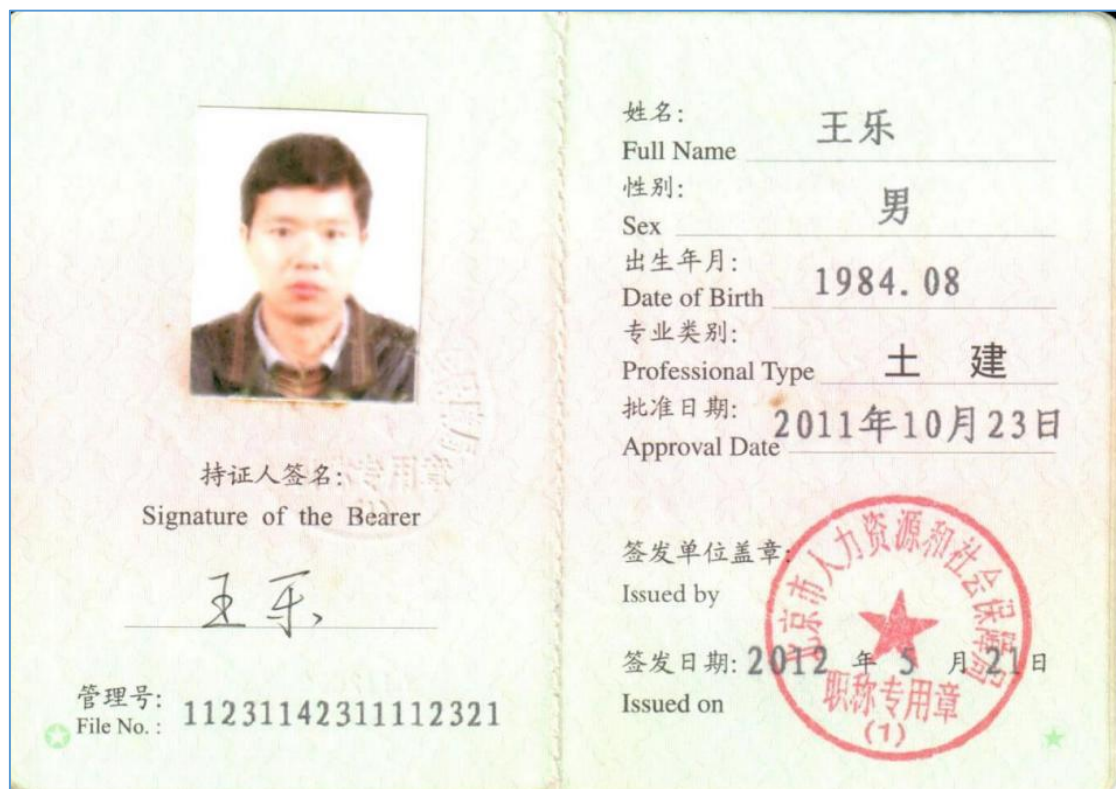 持证人签名:
Signature of the Bearer
王乐
管理号:
File No. : 11231142311112321
姓名:
Full Name 王乐
性别:
Sex 男
出生年月:
Date of Birth 1984.08
专业类别:
Professional Type 土 建
批准日期:
Approval Date 2011年10月23日
签发单位盖章:
Issued by
北京市人力资源和社会保障局
职称专用章
(1)
签发日期: 2012 年 5 月 21 日
Issued on